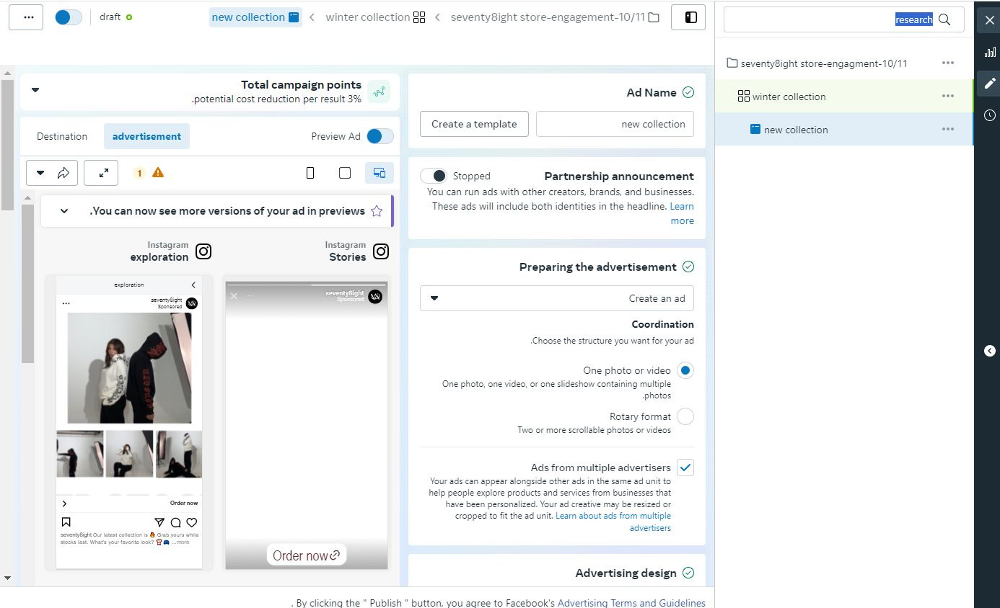 draft
new collection
winter collection
seventy8ight store-engagement-10/11
research
seventy8ight store-engagment-10/11
winter collection
new collection
Total campaign points
.potential cost reduction per result 3%
Destination
advertisement
Preview Ad
1
.You can now see more versions of your ad in previews
Instagram
exploration
Instagram
Stories
exploration
seventy8ight
Sponsored
Order now
seventy8ight Our latest collection is 🔥 Grab yours while
stocks last. What's your favorite look? 👚 🧢 ...more
seventy8ight
Sponsored
Order now
Ad Name
Create a template
new collection
Stopped
Partnership announcement
You can run ads with other creators, brands, and businesses.
These ads will include both identities in the headline. Learn
more
Preparing the advertisement
Create an ad
Coordination
.Choose the structure you want for your ad
One photo or video
One photo, one video, or one slideshow containing multiple
.photos
Rotary format
Two or more scrollable photos or videos
Ads from multiple advertisers
Your ads can appear alongside other ads in the same ad unit to
help people explore products and services from businesses that
have been personalized. Your ad creative may be resized or
cropped to fit the ad unit. Learn about ads from multiple
advertisers
Advertising design
. By clicking the " Publish " button, you agree to Facebook's Advertising Terms and Guidelines